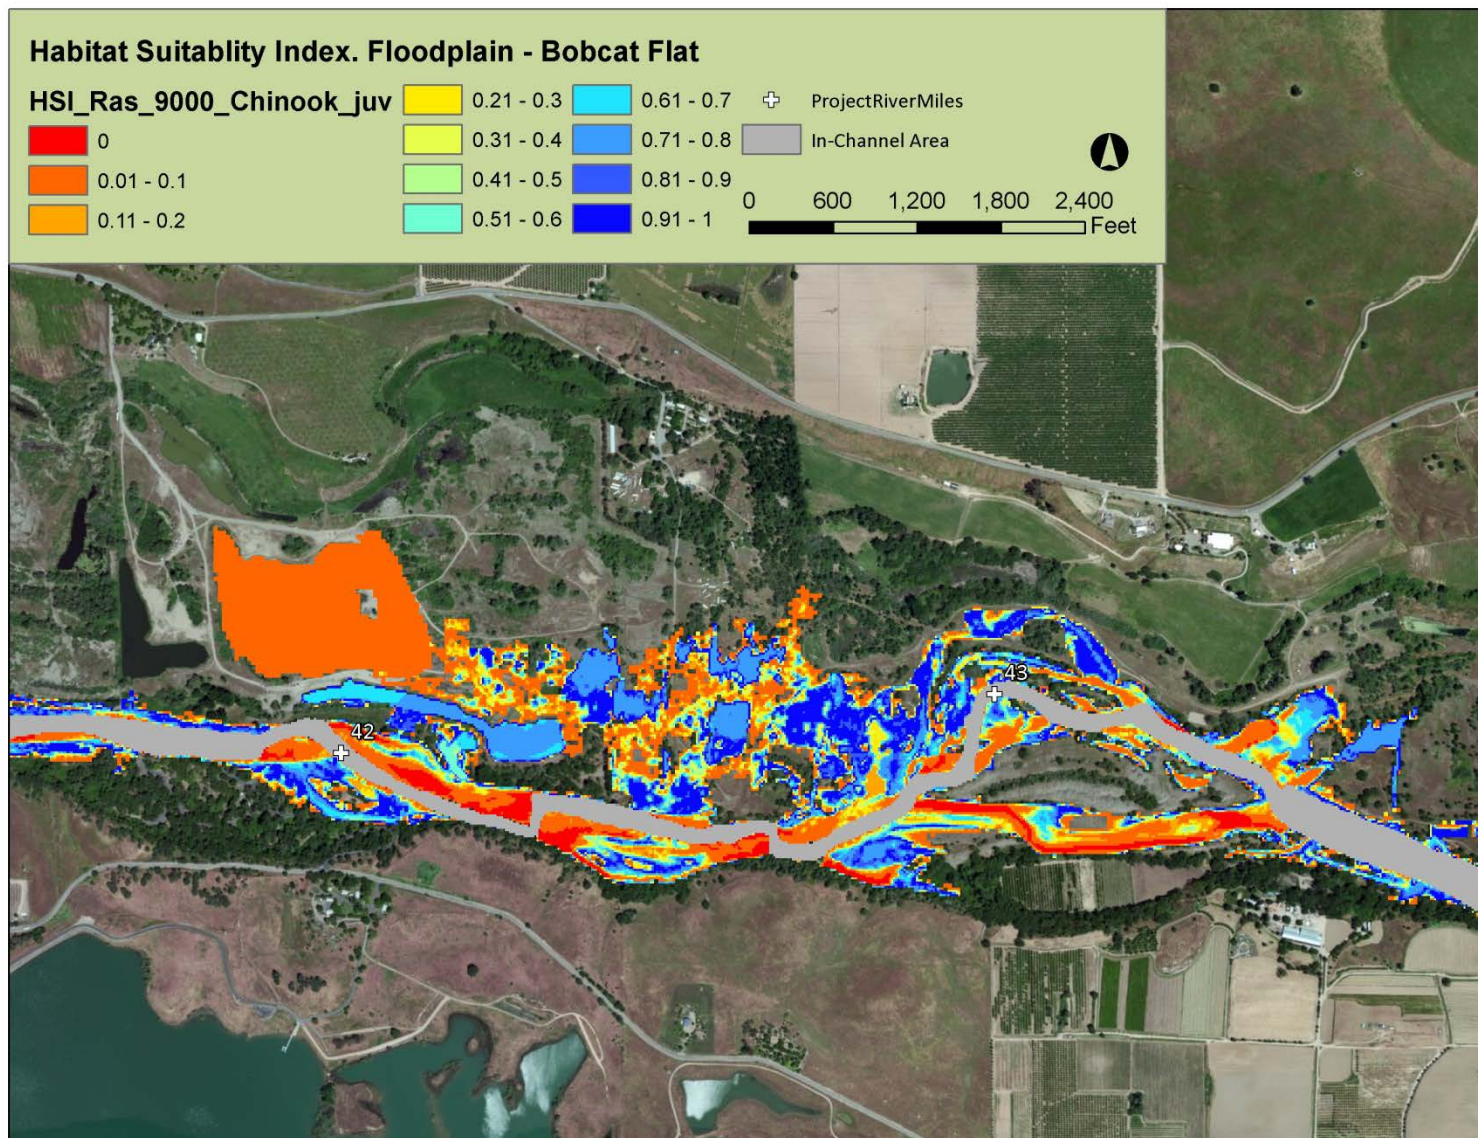 Habitat Suitablity Index. Floodplain - Bobcat Flat
HSI_Ras_9000_Chinook_juv
0
0.01 - 0.1
0.11 - 0.2
0.21 - 0.3
0.31 - 0.4
0.41 - 0.5
0.51 - 0.6
0.61 - 0.7
0.71 - 0.8
0.81 - 0.9
0.91 - 1
ProjectRiverMiles
In-Channel Area
0 600 1,200 1,800 2,400
Feet
43
42